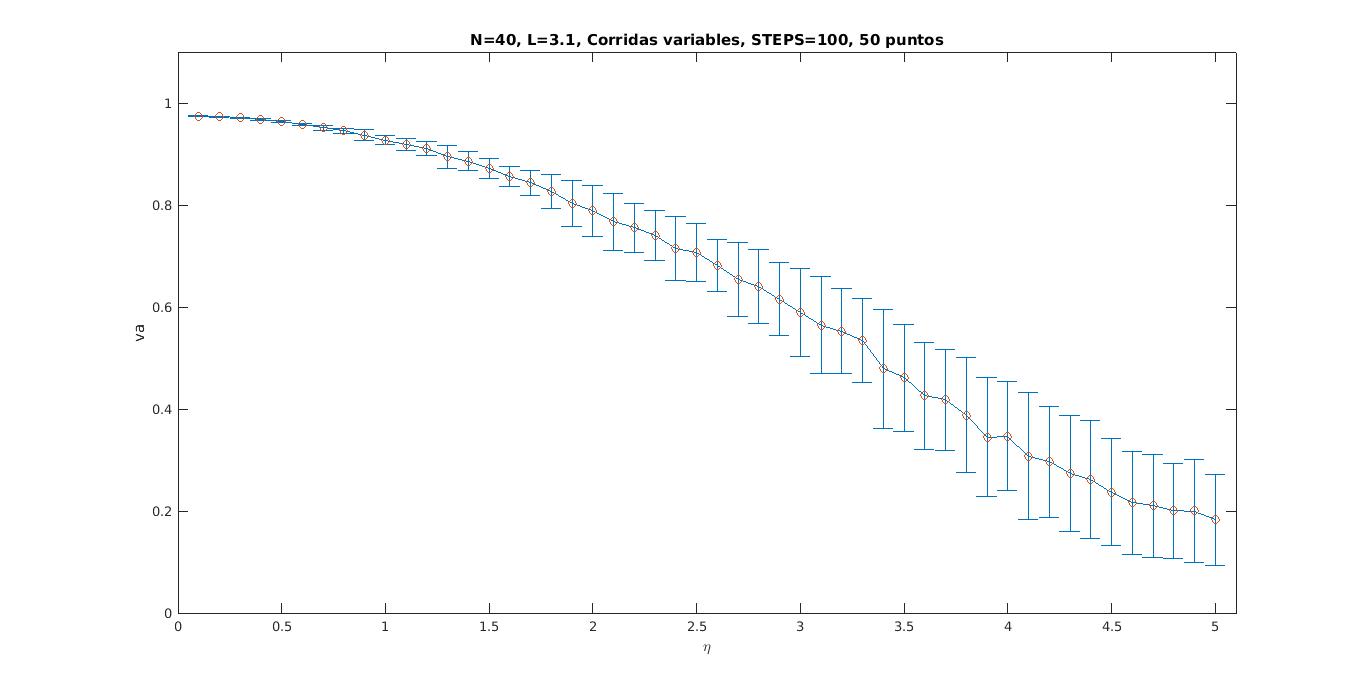 N=40, L=3.1, Corridas variables, STEPS=100, 50 puntos
1
0.8
0.6
0.4
0.2
0
va
0 0.5 1 1.5 2 2.5 3 3.5 4 4.5 5
η